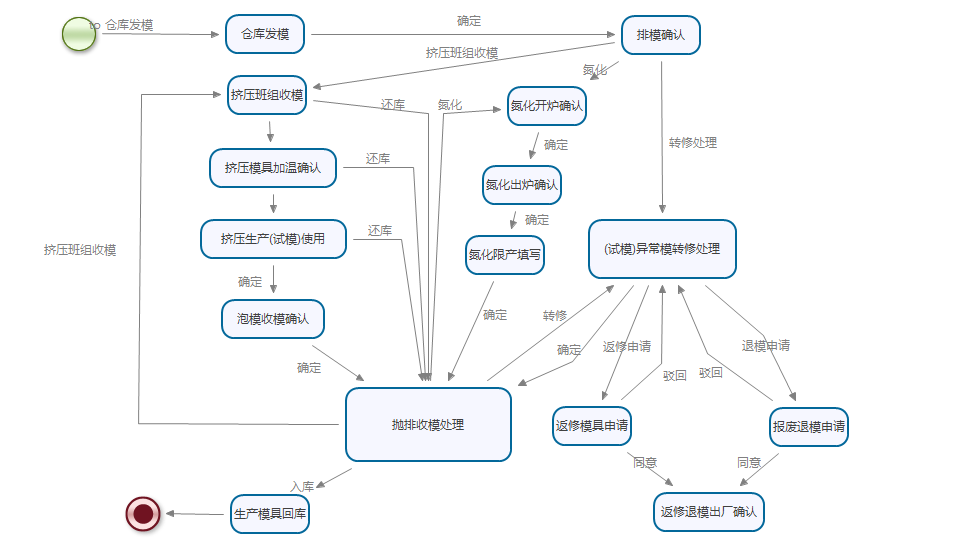 to 仓库发模
仓库发模
确定
排模确认
挤压班组收模
氮化
挤压班组收模
还库
氮化
氮化开炉确认
转修处理
确定
挤压模具加温确认
还库
氮化出炉确认
确定
挤压生产(试模)使用
还库
挤压班组收模
氮化限产填写
(试模)异常模转修处理
确定
泡模收模确认
确定
转修
确定
返修申请
退模申请
确定
驳回
驳回
抛排收模处理
返修模具申请
报废退模申请
同意
同意
入库
生产模具回库
返修退模出厂确认